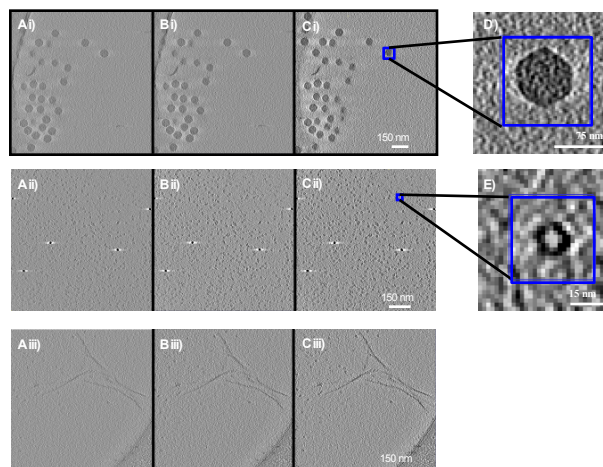 Ai) Bi) Ci) D)
150 nm
75 nm
Aii) Bii) Cii) E)
150 nm
15 nm
Aiii) Biii) Ciii)
150 nm